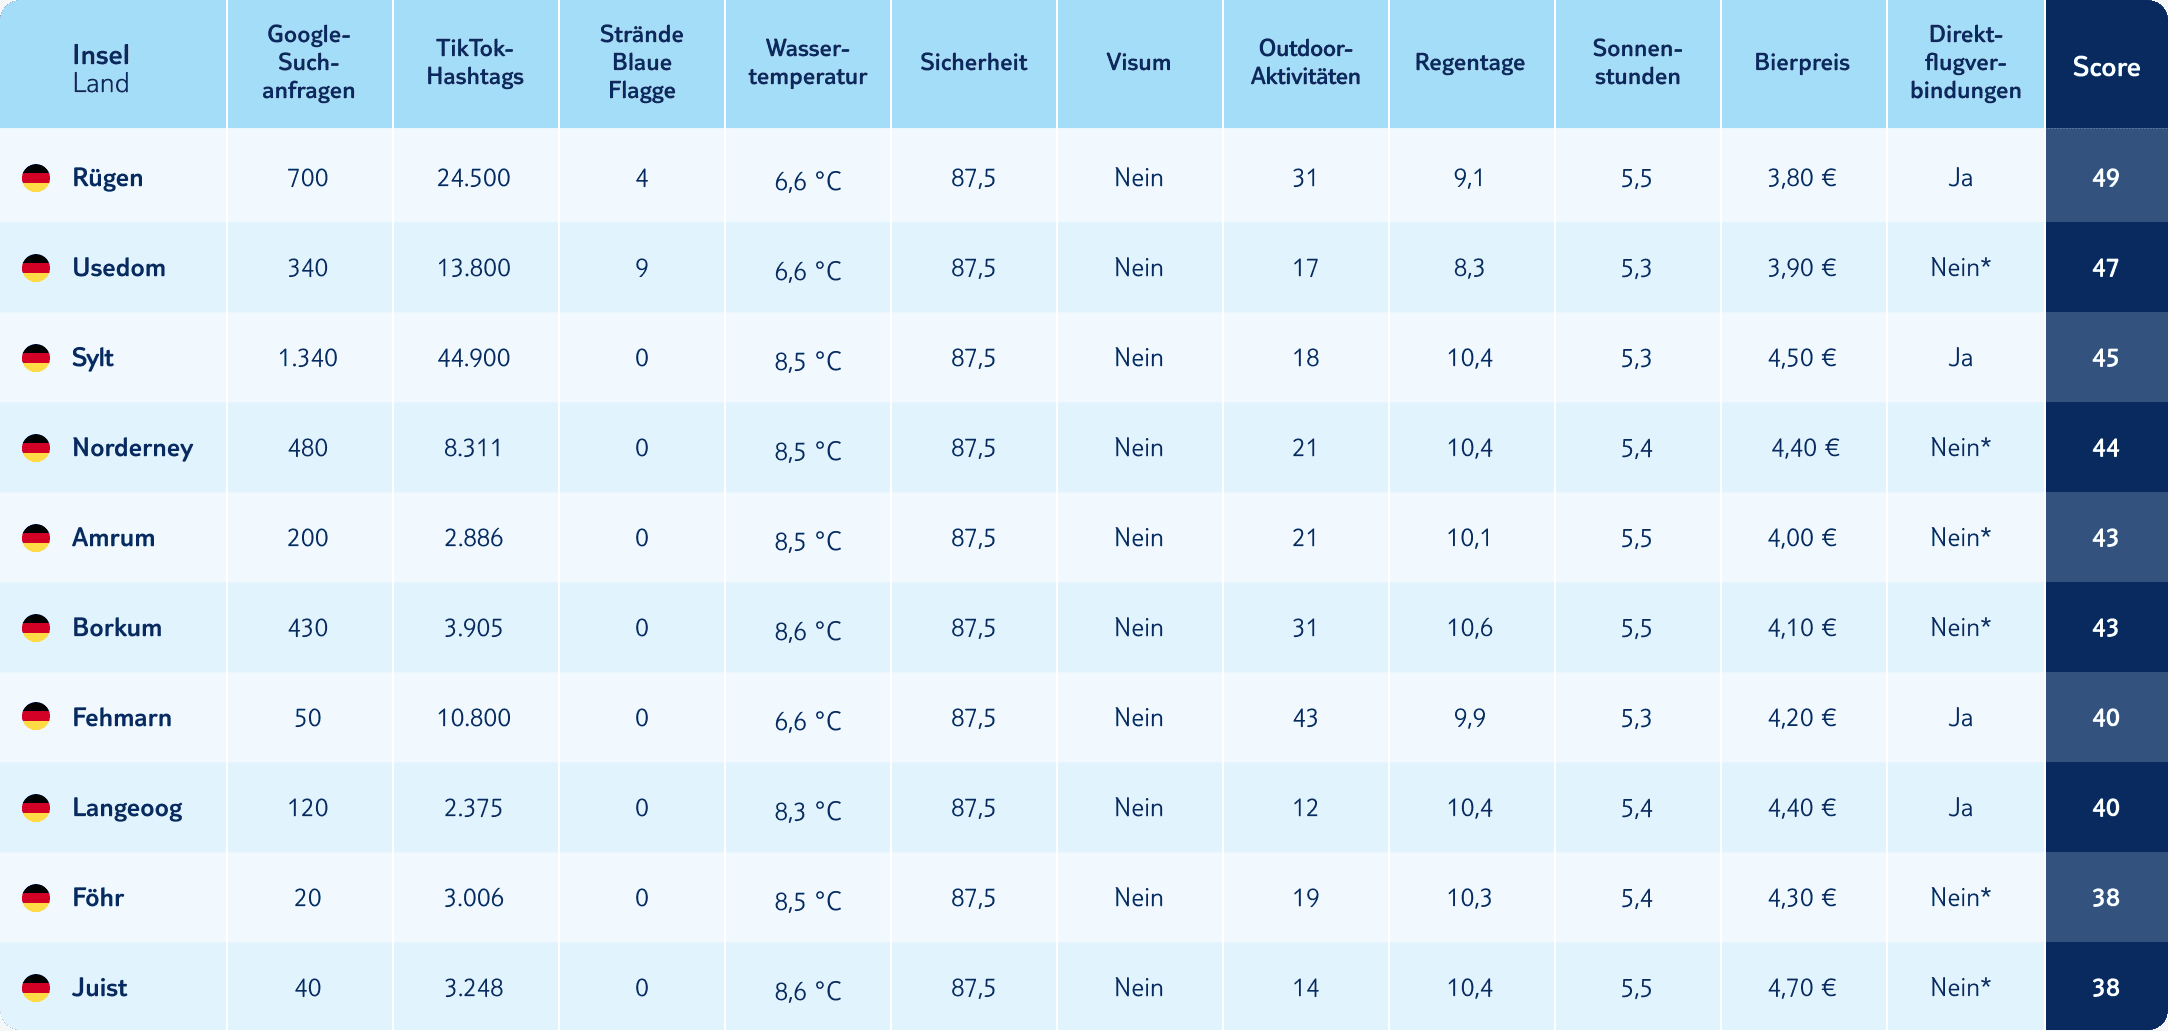 Insel
Land
Google-
Such-
anfragen
TikTok-
Hashtags
Strände
Blaue
Flagge
Wasser-
temperatur
Sicherheit
Visum
Outdoor-
Aktivitäten
Regentage
Sonnen-
stunden
Bierpreis
Direkt-
flugver-
bindungen
Score
Rügen 700 24.500 4 6,6 °C 87,5 Nein 31 9,1 5,5 3,80 € Ja 49
Usedom 340 13.800 9 6,6 °C 87,5 Nein 17 8,3 5,3 3,90 € Nein* 47
Sylt 1.340 44.900 0 8,5 °C 87,5 Nein 18 10,4 5,3 4,50 € Ja 45
Norderney 480 8.311 0 8,5 °C 87,5 Nein 21 10,4 5,4 4,40 € Nein* 44
Amrum 200 2.886 0 8,5 °C 87,5 Nein 21 10,1 5,5 4,00 € Nein* 43
Borkum 430 3.905 0 8,6 °C 87,5 Nein 31 10,6 5,5 4,10 € Nein* 43
Fehmarn 50 10.800 0 6,6 °C 87,5 Nein 43 9,9 5,3 4,20 € Ja 40
Langeoog 120 2.375 0 8,3 °C 87,5 Nein 12 10,4 5,4 4,40 € Ja 40
Föhr 20 3.006 0 8,5 °C 87,5 Nein 19 10,3 5,4 4,30 € Nein* 38
Juist 40 3.248 0 8,6 °C 87,5 Nein 14 10,4 5,5 4,70 € Nein* 38